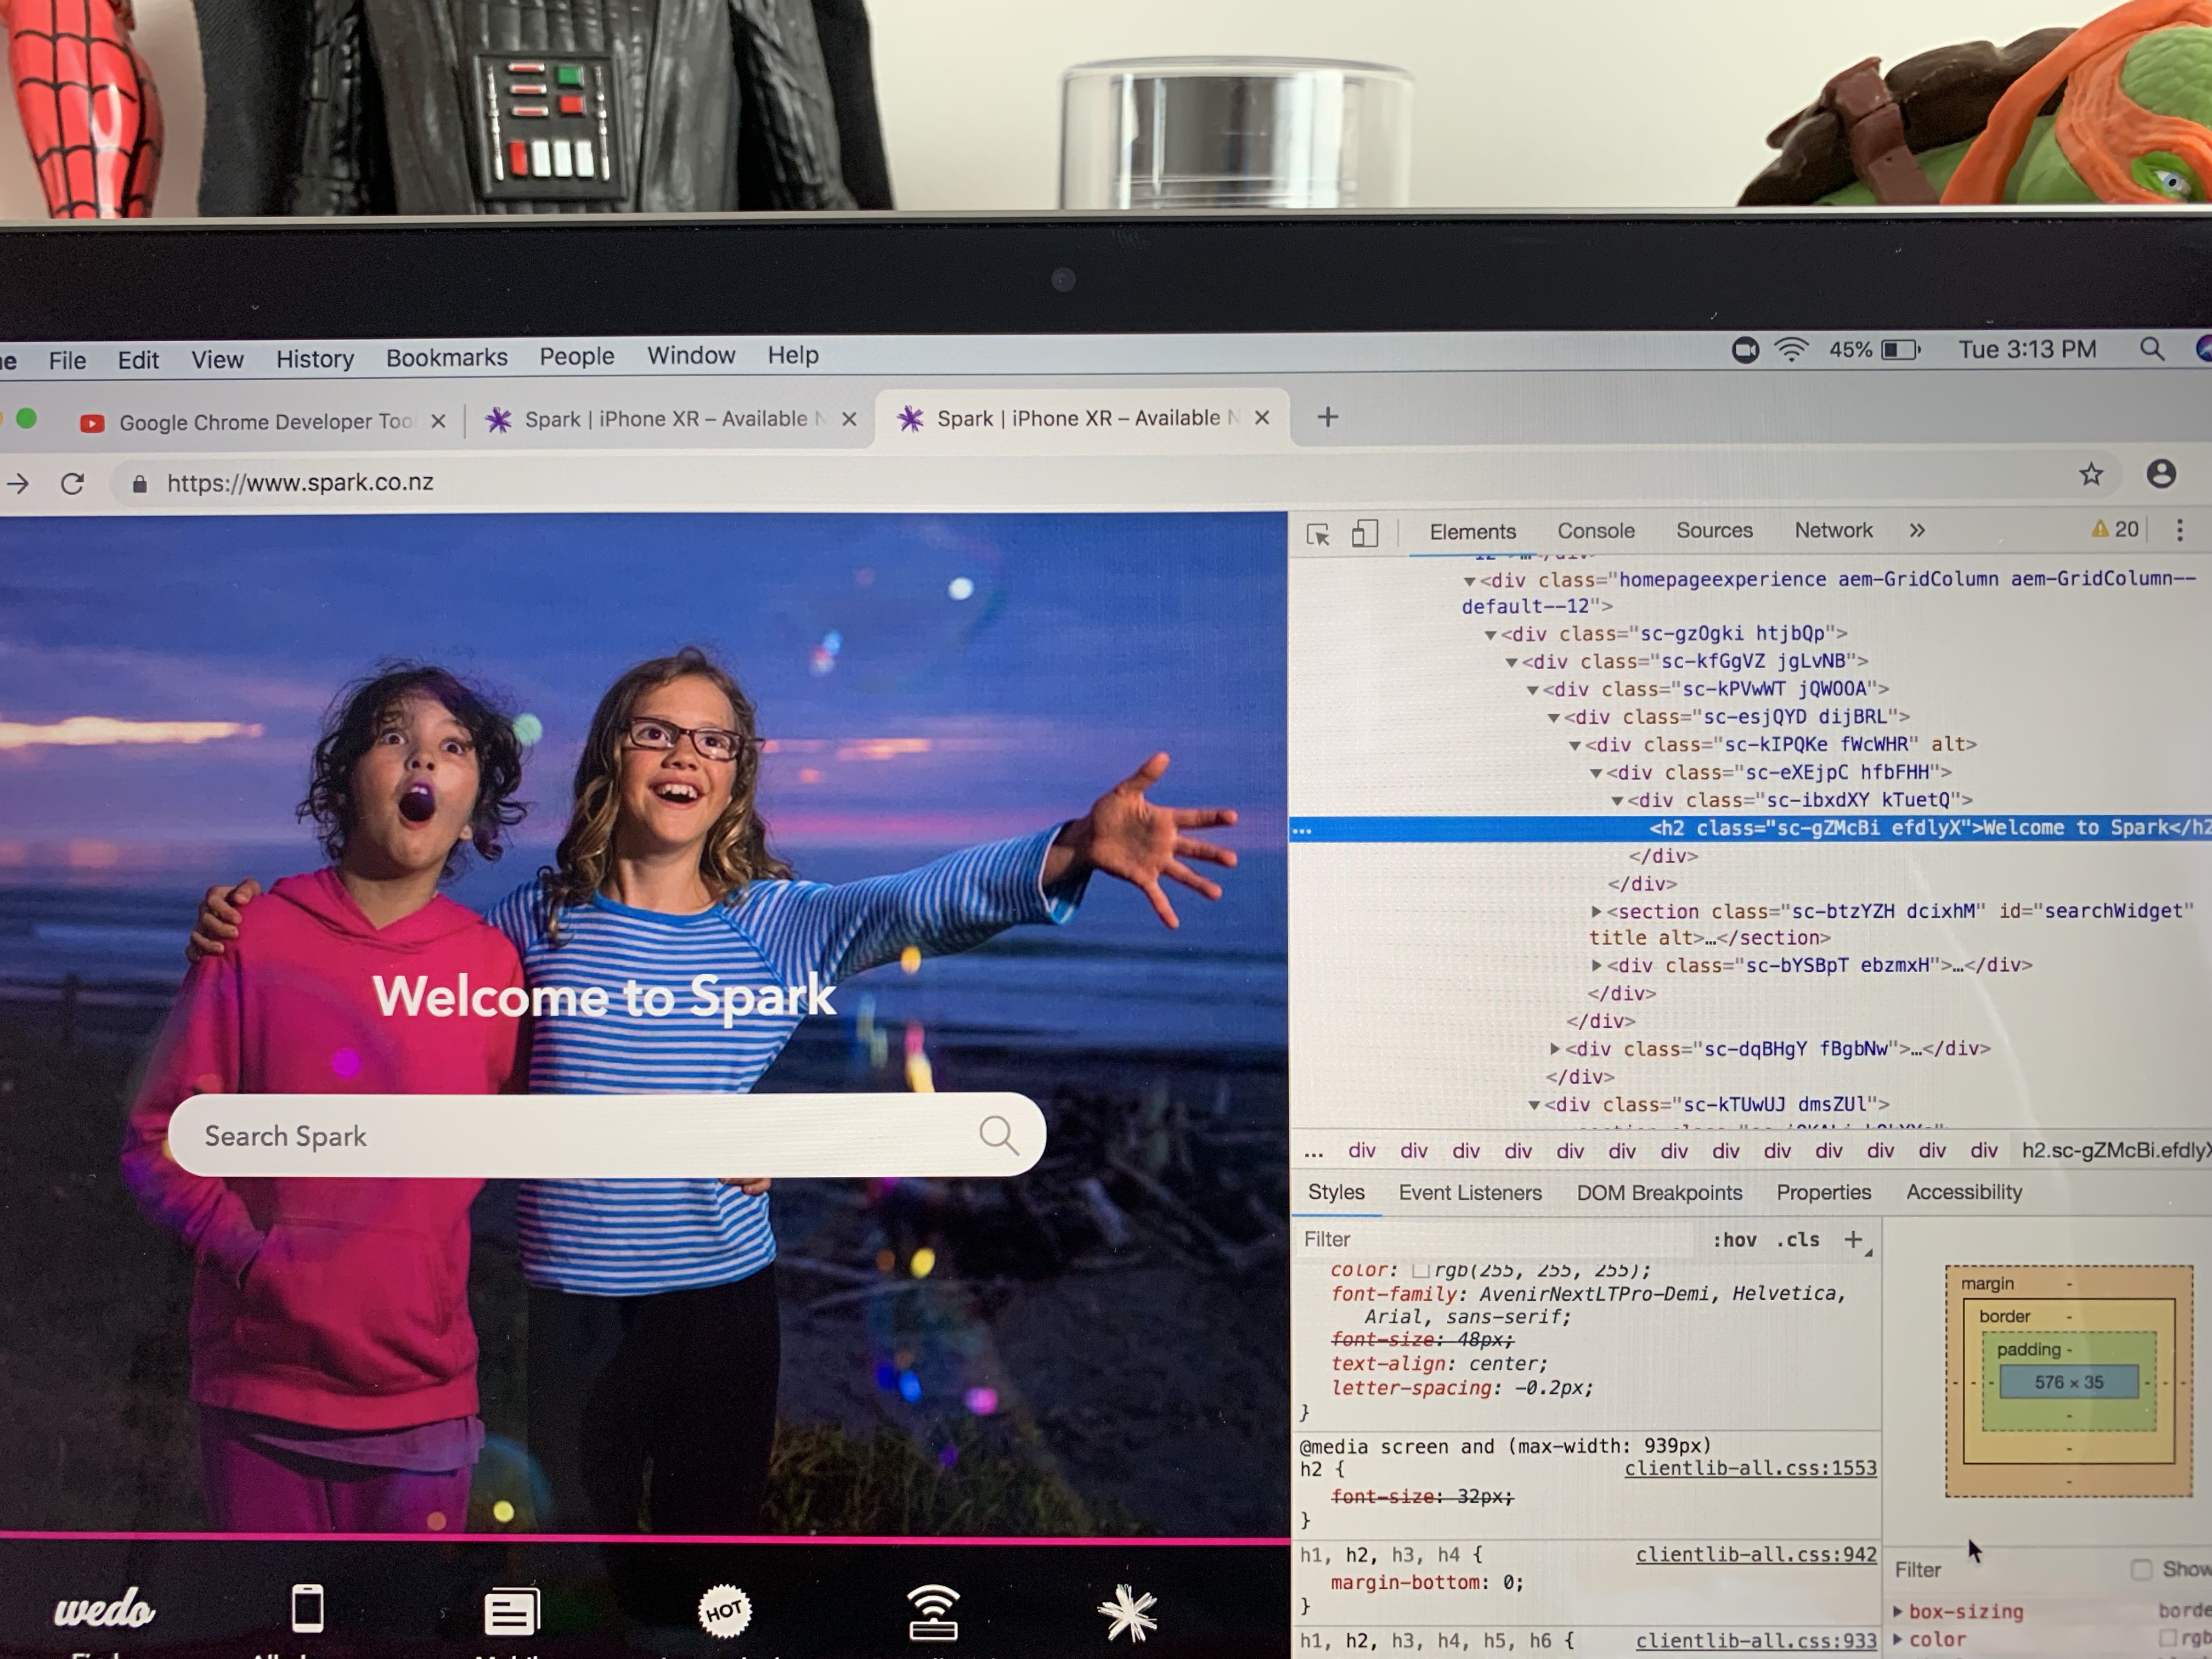 File Edit View History Bookmarks People Window Help 45% Tue 3:13 PM
Google Chrome Developer Too Spark | iPhone XR – Available N Spark | iPhone XR – Available N
https://www.spark.co.nz
Elements Console Sources Network » 20
▼<div class="homepageexperience aem-GridColumn aem-GridColumn--
default--12">
▼<div class="sc-gzOgki htjbQp">
▼<div class="sc-kfGgVZ jgLvNB">
▼<div class="sc-kPVwWT jQWOOA">
▼<div class="sc-esjQYD dijBRL">
▼<div class="sc-kIPQKe fWcWHR" alt>
▼<div class="sc-eXEjpC hfbFHH">
▼<div class="sc-ibxdXY kTuetQ">
… <h2 class="sc-gZMcBi efdlyX">Welcome to Spark</h2
</div>
</div>
▶<section class="sc-btzYZH dcixhM" id="searchWidget"
title alt>…</section>
▶<div class="sc-bYSBpT ebzmxH">…</div>
</div>
</div>
▶<div class="sc-dqBHgY fBgbNw">…</div>
</div>
▼<div class="sc-kTUwUJ dmsZUl">
... div div div div div div div div div div div div div h2.sc-gZMcBi.efdlyX
Styles Event Listeners DOM Breakpoints Properties Accessibility
Filter :hov .cls +
color: rgb(255, 255, 255);
font-family: AvenirNextLTPro-Demi, Helvetica,
Arial, sans-serif;
font-size: 48px;
text-align: center;
letter-spacing: -0.2px;
}
@media screen and (max-width: 939px)
h2 { clientlib-all.css:1553
font-size: 32px;
}
h1, h2, h3, h4 { clientlib-all.css:942
margin-bottom: 0;
}
h1, h2, h3, h4, h5, h6 { clientlib-all.css:933
margin -
border -
padding -
576 × 35
Filter Show
▶ box-sizing borde
▶ color rgb
Welcome to Spark
Search Spark
wedo
HOT